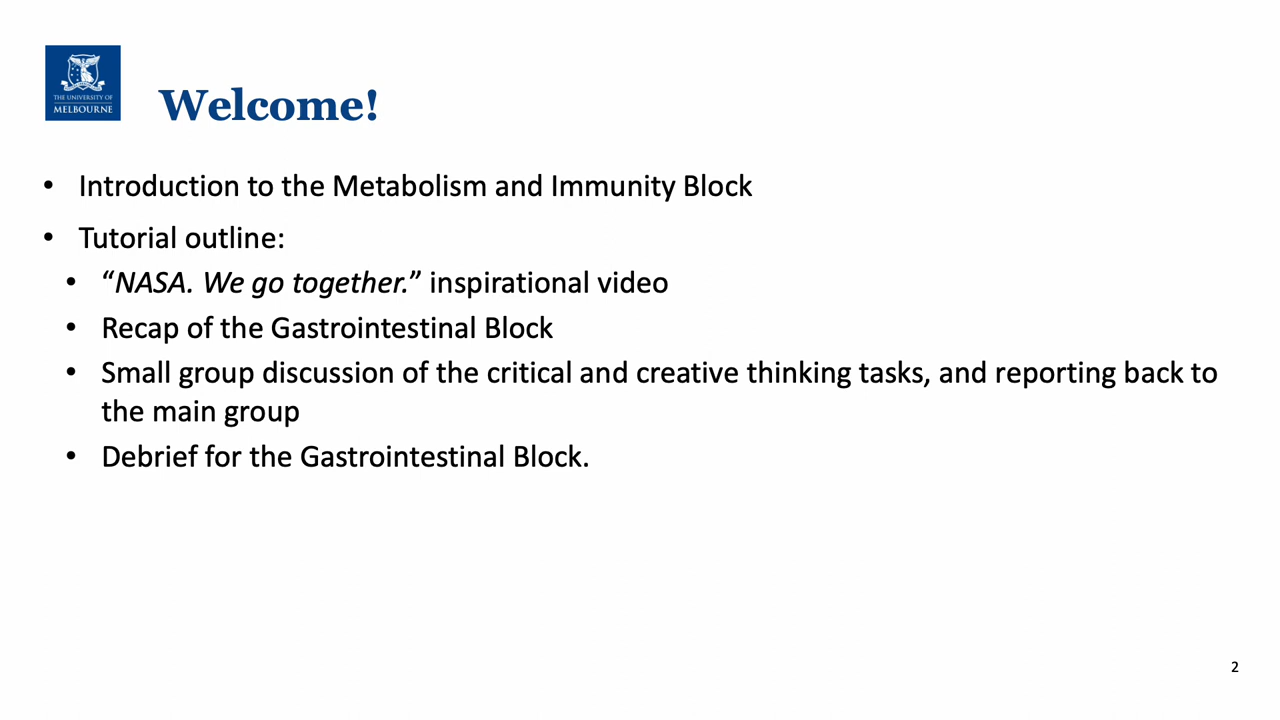 THE UNIVERSITY OF
MELBOURNE
Welcome!
• Introduction to the Metabolism and Immunity Block
• Tutorial outline:
• “NASA. We go together.” inspirational video
• Recap of the Gastrointestinal Block
• Small group discussion of the critical and creative thinking tasks, and reporting back to
the main group
• Debrief for the Gastrointestinal Block.
2